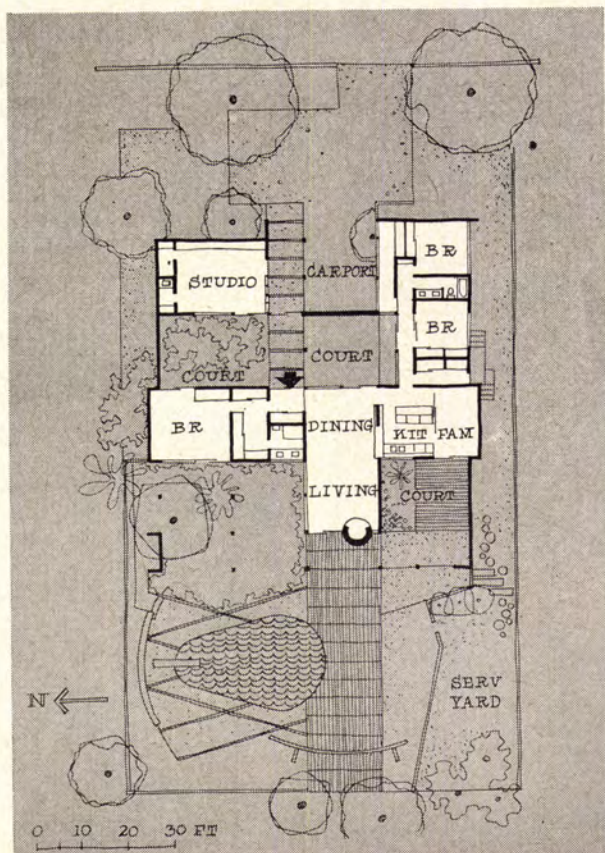 BR
STUDIO
CARPORT
BR
COURT
COURT
BR
DINING
KIT FAM
LIVING
COURT
N
SERV
YARD
0 10 20 30 FT